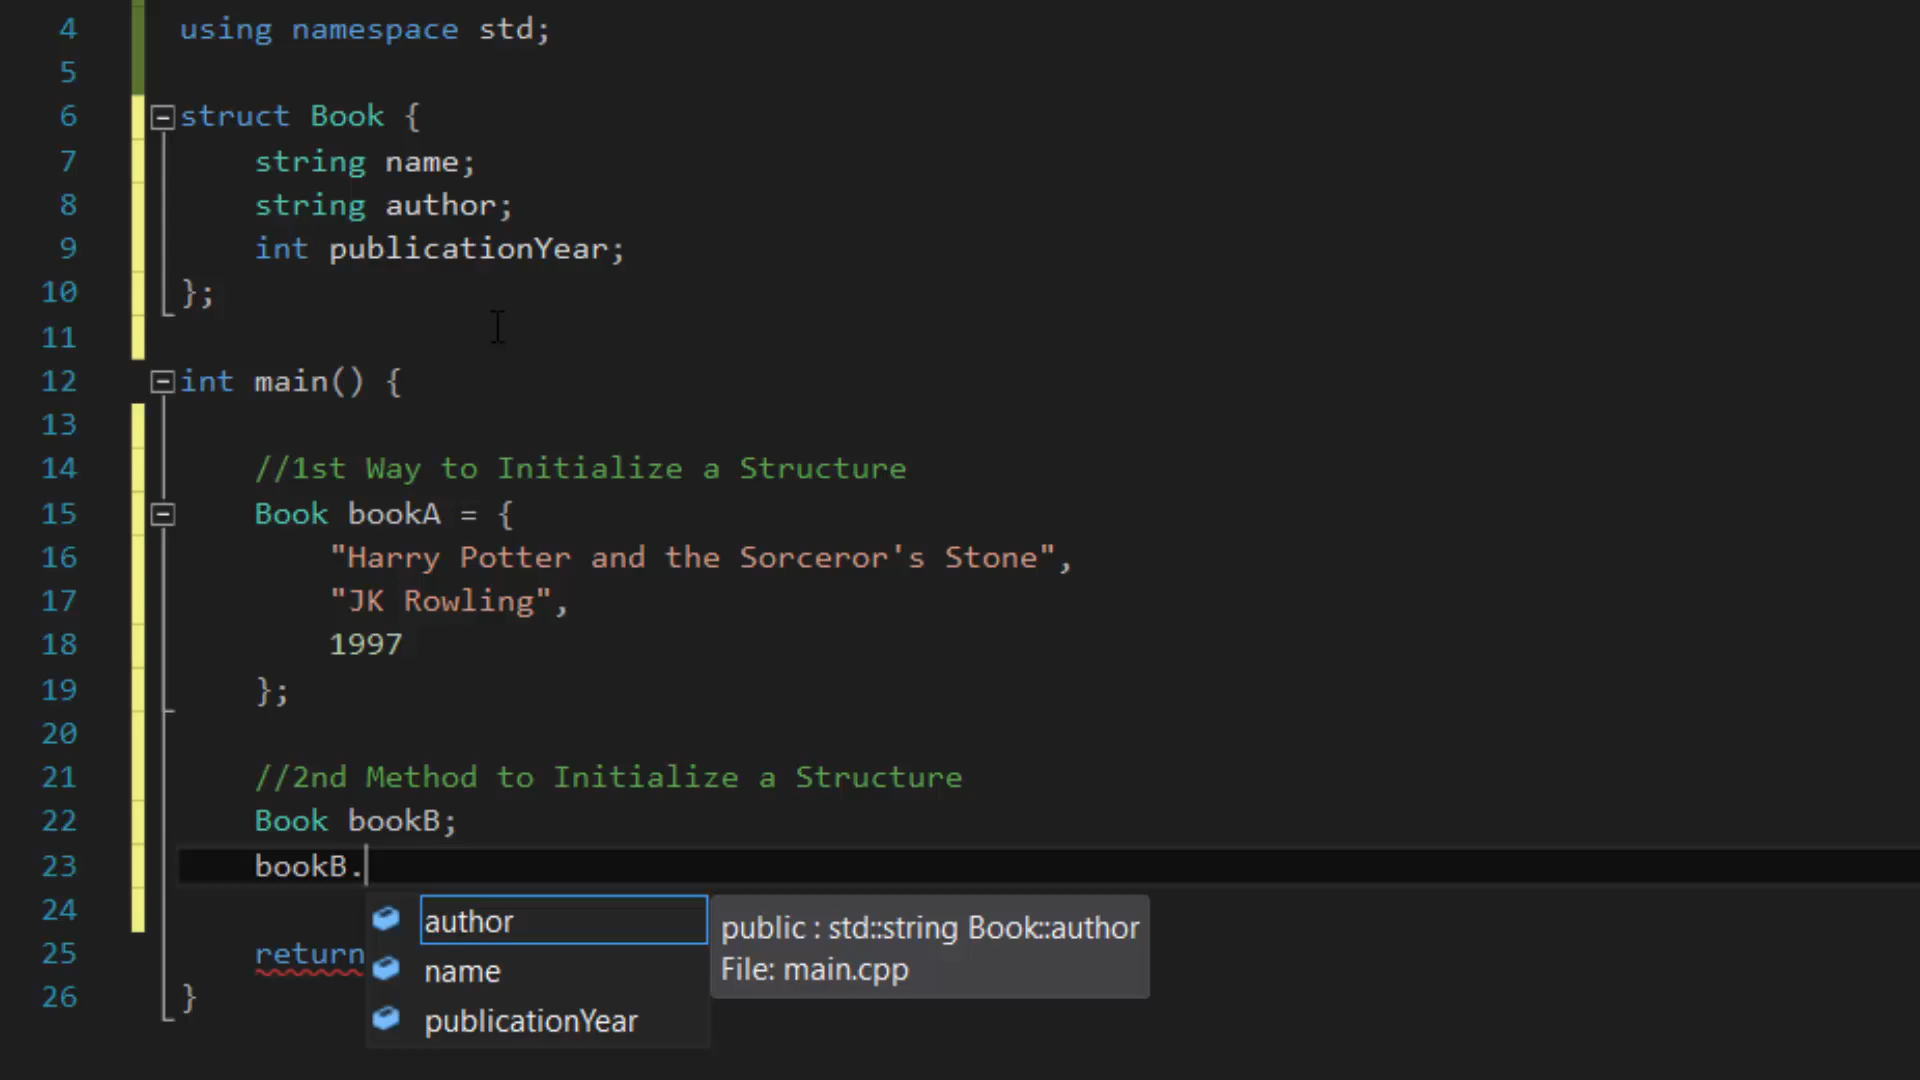 4 using namespace std;
5
6 struct Book {
7 string name;
8 string author;
9 int publicationYear;
10 };
11
12 int main() {
13
14 //1st Way to Initialize a Structure
15 Book bookA = {
16 "Harry Potter and the Sorceror's Stone",
17 "JK Rowling",
18 1997
19 };
20
21 //2nd Method to Initialize a Structure
22 Book bookB;
23 bookB.
24
author
public : std::string Book::author
25 return
name
File: main.cpp
26 }
publicationYear